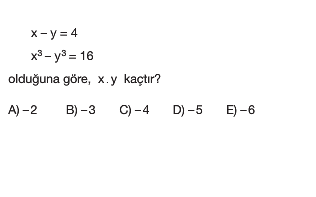 x – y = 4
x³ – y³ = 16
olduğuna göre, x . y kaçtır?
A) –2 B) –3 C) –4 D) –5 E) –6